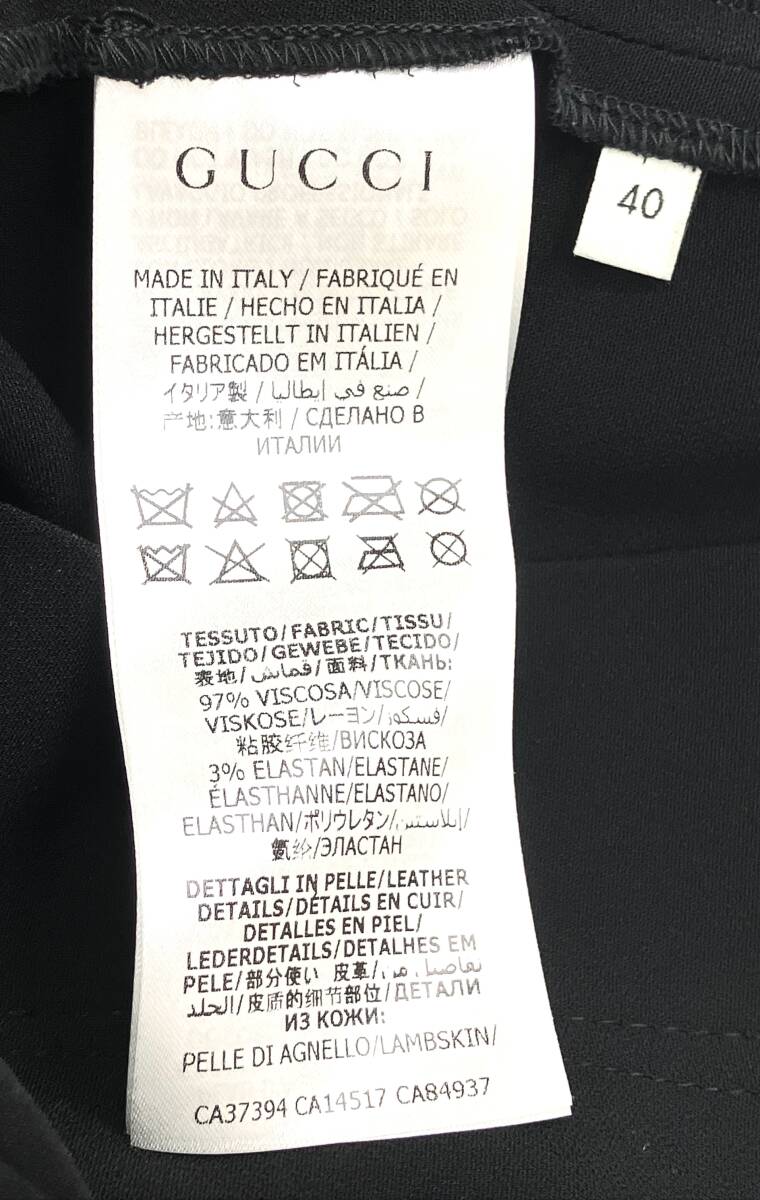 GUCCI
40
MADE IN ITALY / FABRIQUÉ EN
ITALIE / HECHO EN ITALIA /
HERGESTELLT IN ITALIEN /
FABRICADO EM ITÁLIA /
イタリア製 / صنع في إيطاليا /
产地:意大利 / СДЕЛАНО В
ИТАЛИИ
TESSUTO/FABRIC/TISSU/
TEJIDO/GEWEBE/TECIDO/
表地/قماش/面料/ТКАНЬ:
97% VISCOSA/VISCOSE/
VISKOSE/レーヨン/فسكوز/
粘胶纤维/ВИСКОЗА
3% ELASTAN/ELASTANE/
ÉLASTHANNE/ELASTANO/
ELASTHAN/ポリウレタン/إيلاستين/
氨纶/ЭЛАСТАН
DETTAGLI IN PELLE/LEATHER
DETAILS/DÉTAILS EN CUIR/
DETALLES EN PIEL/
LEDERDETAILS/DETALHES EM
PELE/部分使い 皮革/تفاصيل من
الجلد/皮质的细节部位/ДЕТАЛИ
ИЗ КОЖИ:
PELLE DI AGNELLO/LAMBSKIN/
CA37394 CA14517 CA84937